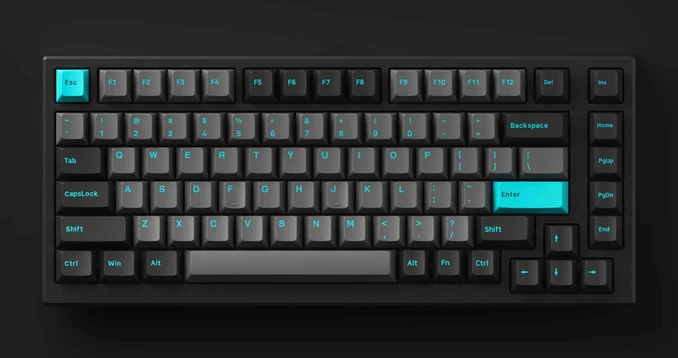 Esc F1 F2 F3 F4 F5 F6 F7 F8 F9 F10 F11 F12 Del Ins
~ ! @ # $ % ^ & * ( ) _ +
` 1 2 3 4 5 6 7 8 9 0 - = Backspace Home
Tab Q W E R T Y U I O P { } | PgUp
[ ] \
CapsLock A S D F G H J K L : " Enter PgDn
; '
Shift Z X C V B N M < > ? Shift ↑ End
, . /
Ctrl Win Alt Alt Fn Ctrl ← ↓ →